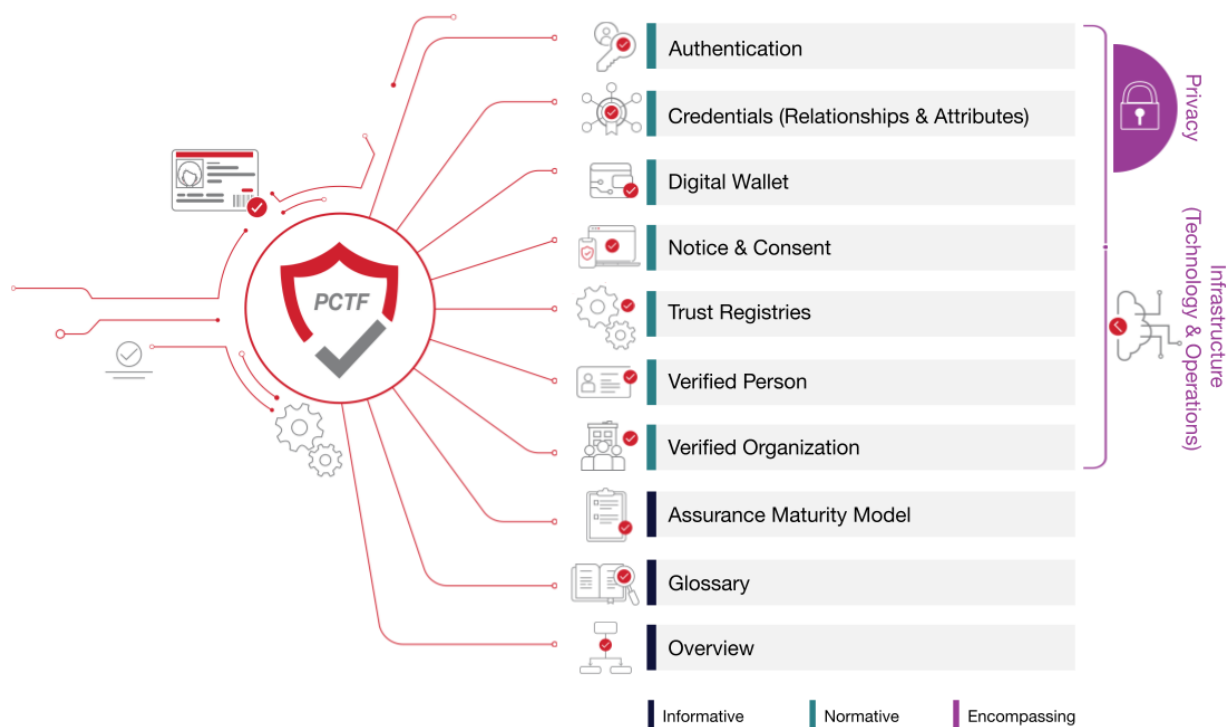 PCTF
Authentication
Credentials (Relationships & Attributes)
Digital Wallet
Notice & Consent
Trust Registries
Verified Person
Verified Organization
Assurance Maturity Model
Glossary
Overview
Privacy
Infrastructure
(Technology & Operations)
Informative
Normative
Encompassing